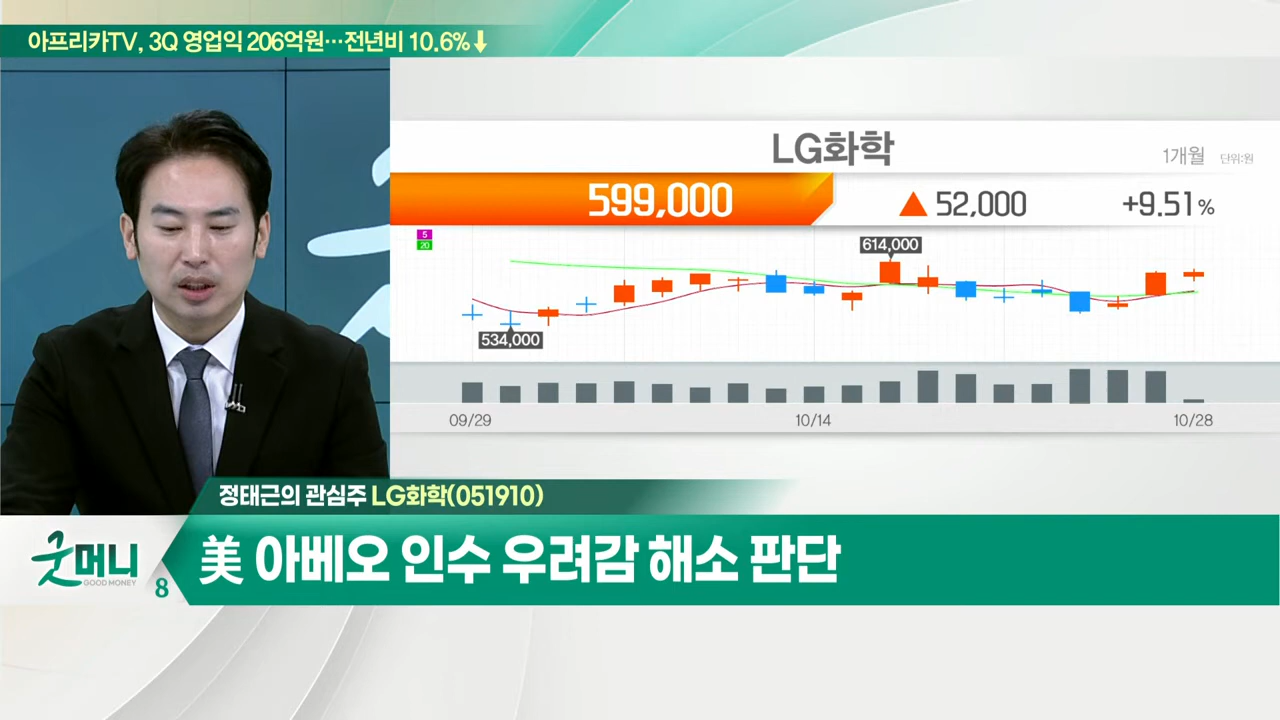 아프리카TV, 3Q 영업익 206억원…전년비 10.6%⬇
LG화학
1개월 단위:원
599,000 ▲ 52,000 +9.51%
5
20
614,000
534,000
09/29 10/14 10/28
정태근의 관심주 LG화학(051910)
굿머니
GOOD MONEY
8
美 아베오 인수 우려감 해소 판단